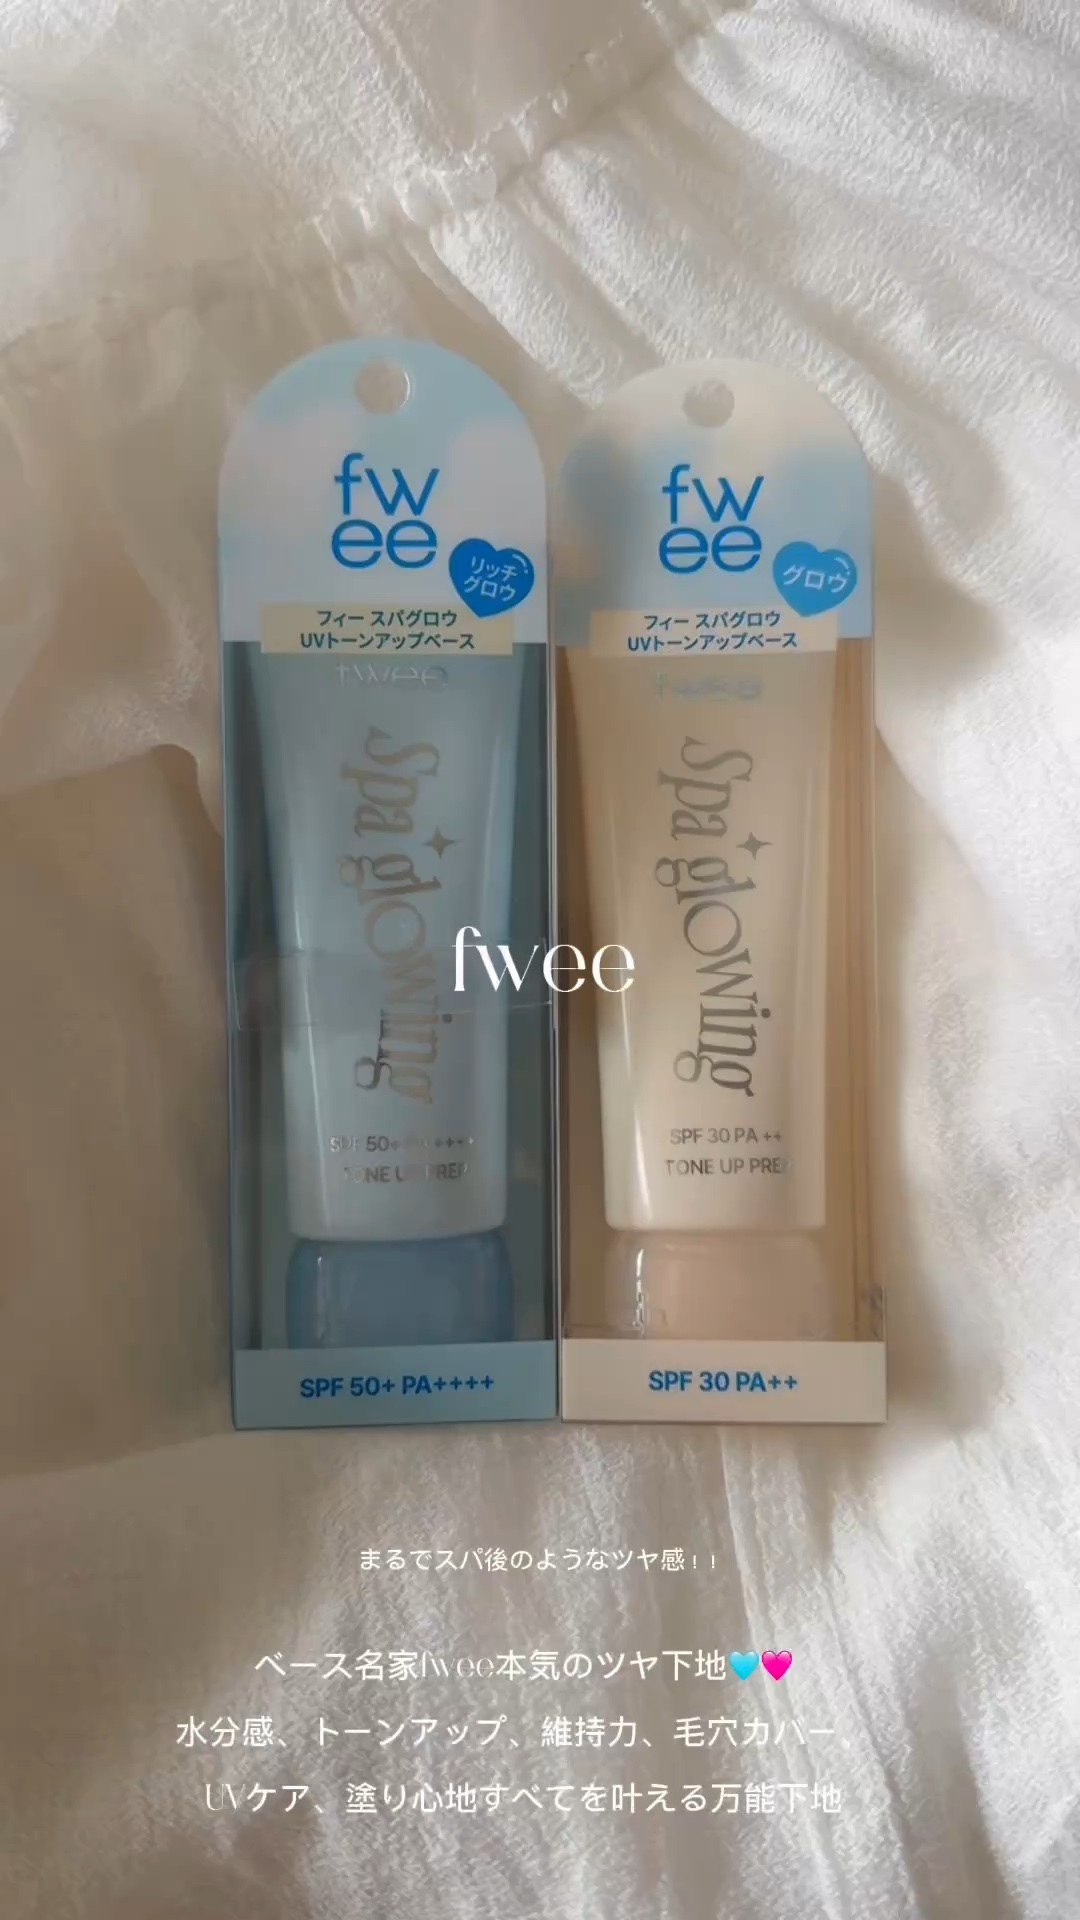 fw
ee
リッチ
グロウ
フィー スパグロウ
UVトーンアップベース
fwee
Spa glowing
SPF 50+ PA ++++
TONE UP PREP
SPF 50+ PA++++
fw
ee
グロウ
フィー スパグロウ
UVトーンアップベース
fwee
Spa glowing
SPF 30 PA ++
TONE UP PREP
SPF 30 PA++
fwee
まるでスパ後のようなツヤ感!!
ベース名家fwee本気のツヤ下地🩵🩷
水分感、トーンアップ、維持力、毛穴カバー、
UVケア、塗り心地すべてを叶える万能下地